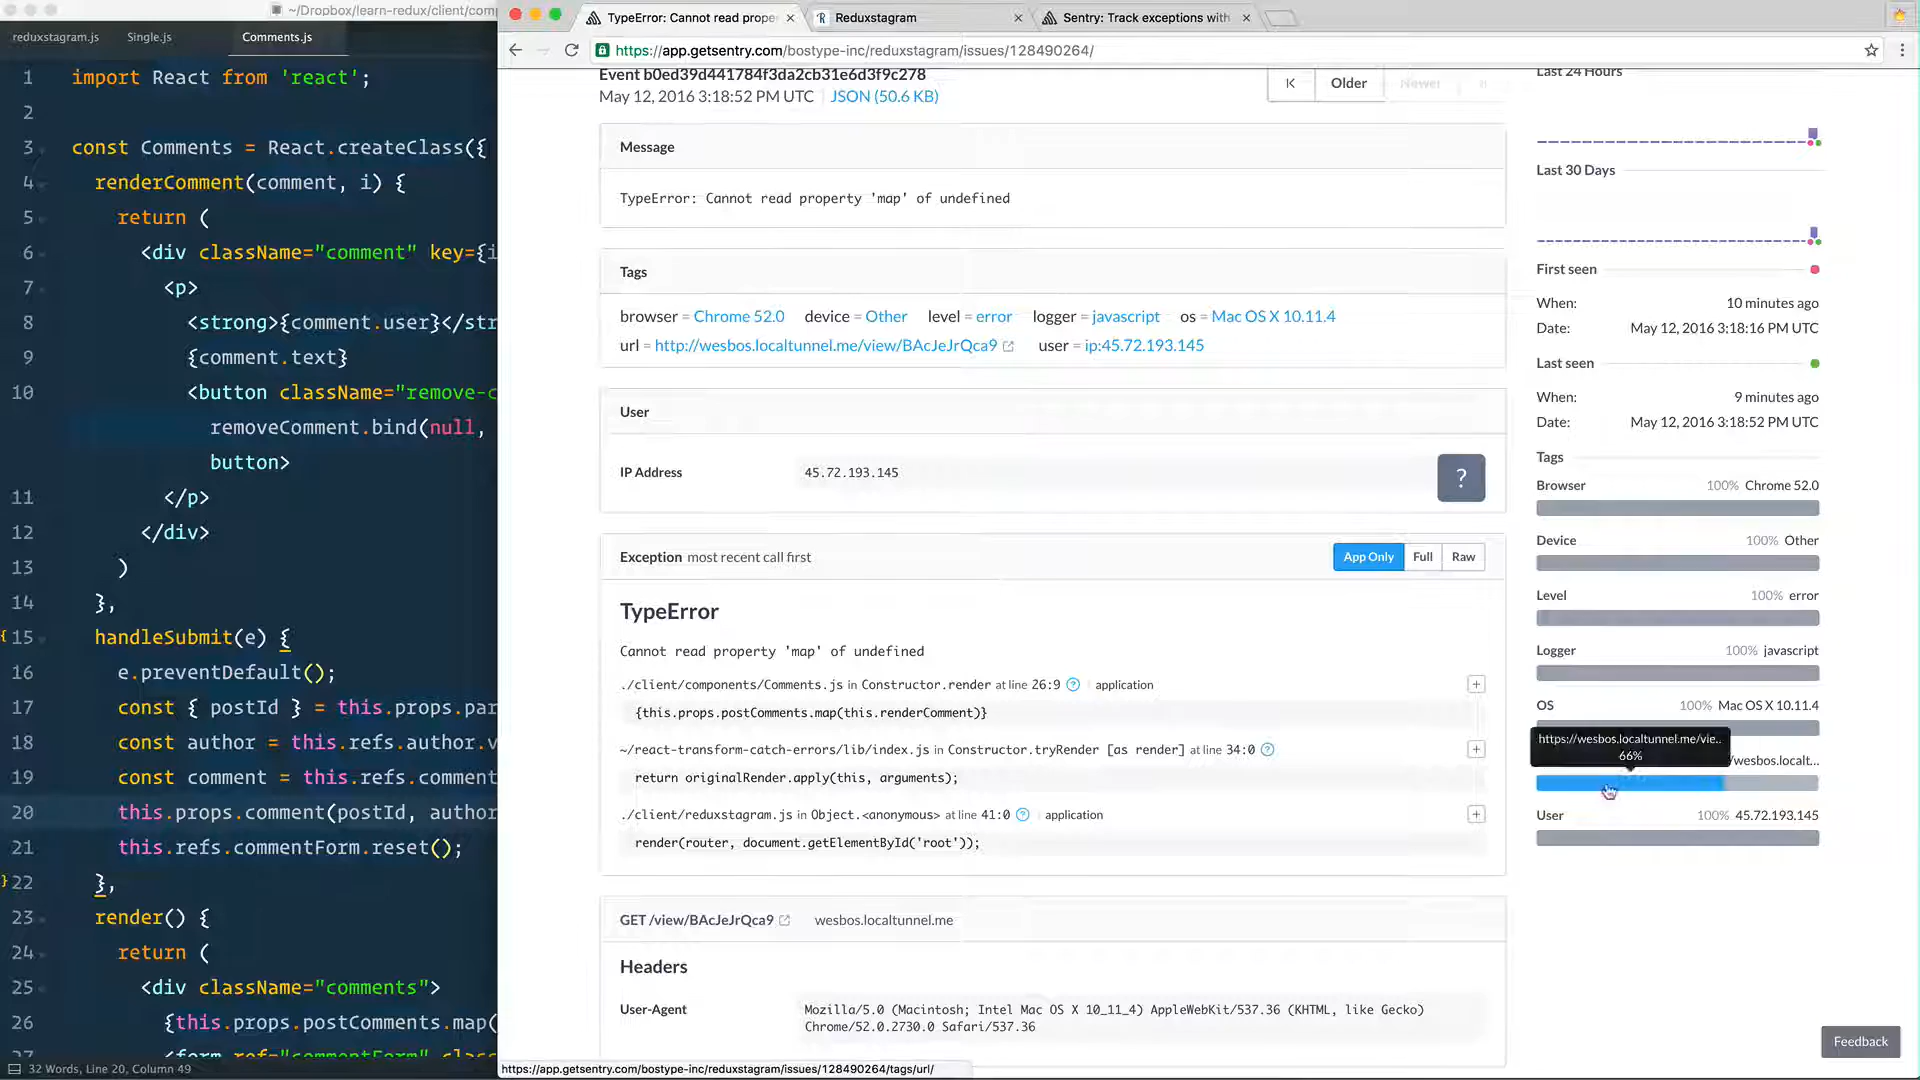 ~/Dropbox/learn-redux/client/comp
reduxstagram.js
Single.js
Comments.js
1 import React from 'react';
2
3 const Comments = React.createClass({
4 renderComment(comment, i) {
5 return (
6 <div className="comment" key={i
7 <p>
8 <strong>{comment.user}</str
9 {comment.text}
10 <button className="remove-c
removeComment.bind(null,
button>
11 </p>
12 </div>
13 )
14 },
15 handleSubmit(e) {
16 e.preventDefault();
17 const { postId } = this.props.par
18 const author = this.refs.author.v
19 const comment = this.refs.comment
20 this.props.comment(postId, author
21 this.refs.commentForm.reset();
22 },
23 render() {
24 return (
25 <div className="comments">
26 {this.props.postComments.map(
27 <form ref="commentForm" class
32 Words, Line 20, Column 49
TypeError: Cannot read prope
Reduxstagram
Sentry: Track exceptions with
https://app.getsentry.com/bostype-inc/reduxstagram/issues/128490264/
Event b0ed39d441784f3da2cb31e6d3f9c278
May 12, 2016 3:18:52 PM UTC JSON (50.6 KB)
Older
Newer
Message
TypeError: Cannot read property 'map' of undefined
Tags
browser = Chrome 52.0 device = Other level = error logger = javascript os = Mac OS X 10.11.4
url = http://wesbos.localtunnel.me/view/BAcJeJrQca9 user = ip:45.72.193.145
User
IP Address 45.72.193.145
?
Exception most recent call first
App Only Full Raw
TypeError
Cannot read property 'map' of undefined
./client/components/Comments.js in Constructor.render at line 26:9 ? application +
{this.props.postComments.map(this.renderComment)}
~/react-transform-catch-errors/lib/index.js in Constructor.tryRender [as render] at line 34:0 ? +
return originalRender.apply(this, arguments);
./client/reduxstagram.js in Object.<anonymous> at line 41:0 ? application +
render(router, document.getElementById('root'));
GET /view/BAcJeJrQca9 wesbos.localtunnel.me
Headers
User-Agent Mozilla/5.0 (Macintosh; Intel Mac OS X 10_11_4) AppleWebKit/537.36 (KHTML, like Gecko)
Chrome/52.0.2730.0 Safari/537.36
https://app.getsentry.com/bostype-inc/reduxstagram/issues/128490264/tags/url/
Last 24 Hours
Last 30 Days
First seen
When: 10 minutes ago
Date: May 12, 2016 3:18:16 PM UTC
Last seen
When: 9 minutes ago
Date: May 12, 2016 3:18:52 PM UTC
Tags
Browser 100% Chrome 52.0
Device 100% Other
Level 100% error
Logger 100% javascript
OS 100% Mac OS X 10.11.4
https://wesbos.localtunnel.me/vie..
66%
/wesbos.localt...
User 100% 45.72.193.145
Feedback